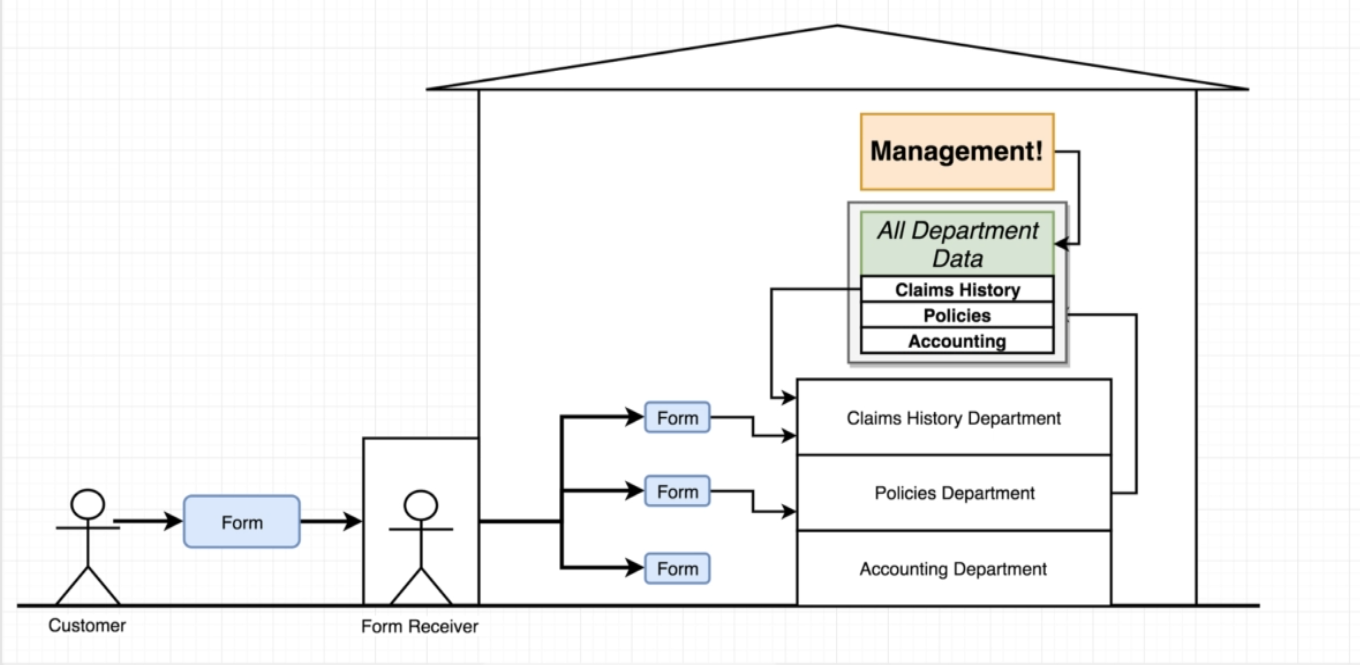 Management!
All Department
Data
Claims History
Policies
Accounting
Form
Claims History Department
Form
Policies Department
Form
Form
Accounting Department
Customer
Form Receiver